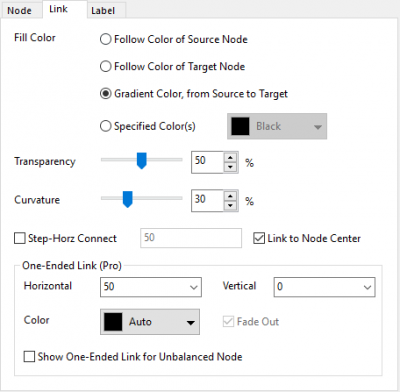 Node Link Label
Fill Color
Follow Color of Source Node
Follow Color of Target Node
Gradient Color, from Source to Target
Specified Color(s) Black
Transparency 50 %
Curvature 30 %
Step-Horz Connect 50 Link to Node Center
One-Ended Link (Pro)
Horizontal 50 Vertical 0
Color Auto Fade Out
Show One-Ended Link for Unbalanced Node